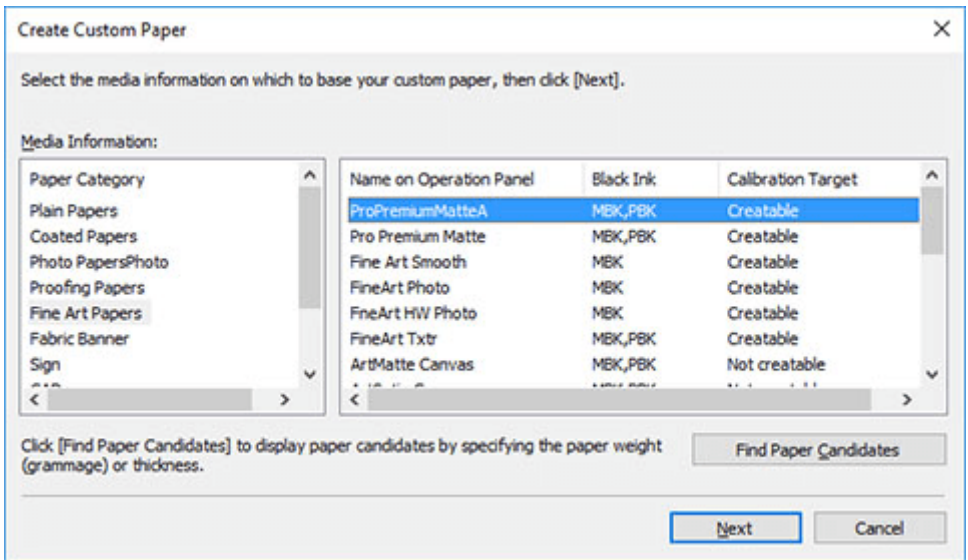 Create Custom Paper
Select the media information on which to base your custom paper, then click [Next].
Media Information:
Paper Category
Plain Papers
Coated Papers
Photo PapersPhoto
Proofing Papers
Fine Art Papers
Fabric Banner
Sign
Name on Operation Panel Black Ink Calibration Target
ProPremiumMatteA MBK,PBK Creatable
Pro Premium Matte MBK,PBK Creatable
Fine Art Smooth MBK Creatable
FineArt Photo MBK Creatable
FneArt HW Photo MBK Creatable
FineArt Txtr MBK,PBK Creatable
ArtMatte Canvas MBK,PBK Not creatable
Click [Find Paper Candidates] to display paper candidates by specifying the paper weight
(grammage) or thickness.
Find Paper Candidates
Next Cancel